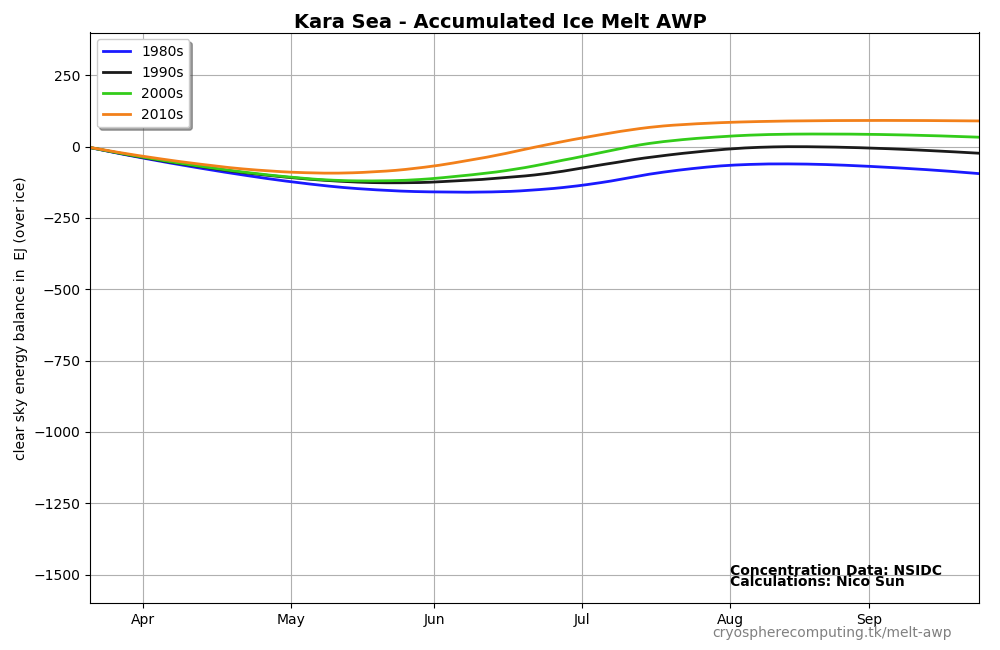 Kara Sea - Accumulated Ice Melt AWP
1980s
1990s
2000s
2010s
250
0
−250
−500
−750
−1000
−1250
−1500
clear sky energy balance in  EJ (over ice)
Concentration Data: NSIDC
Calculations: Nico Sun
Apr May Jun Jul Aug Sep
cryospherecomputing.tk/melt-awp